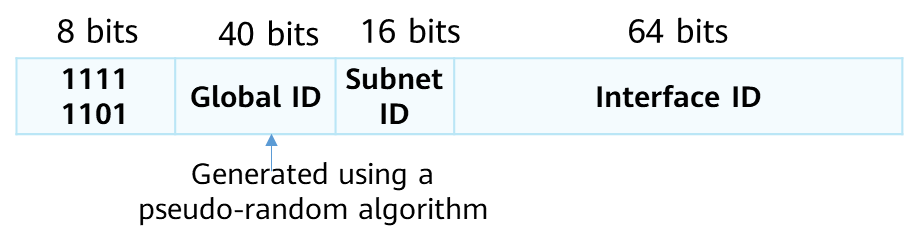 8 bits 40 bits 16 bits 64 bits
1111
1101
Global ID
Subnet
ID
Interface ID
Generated using a
pseudo-random algorithm